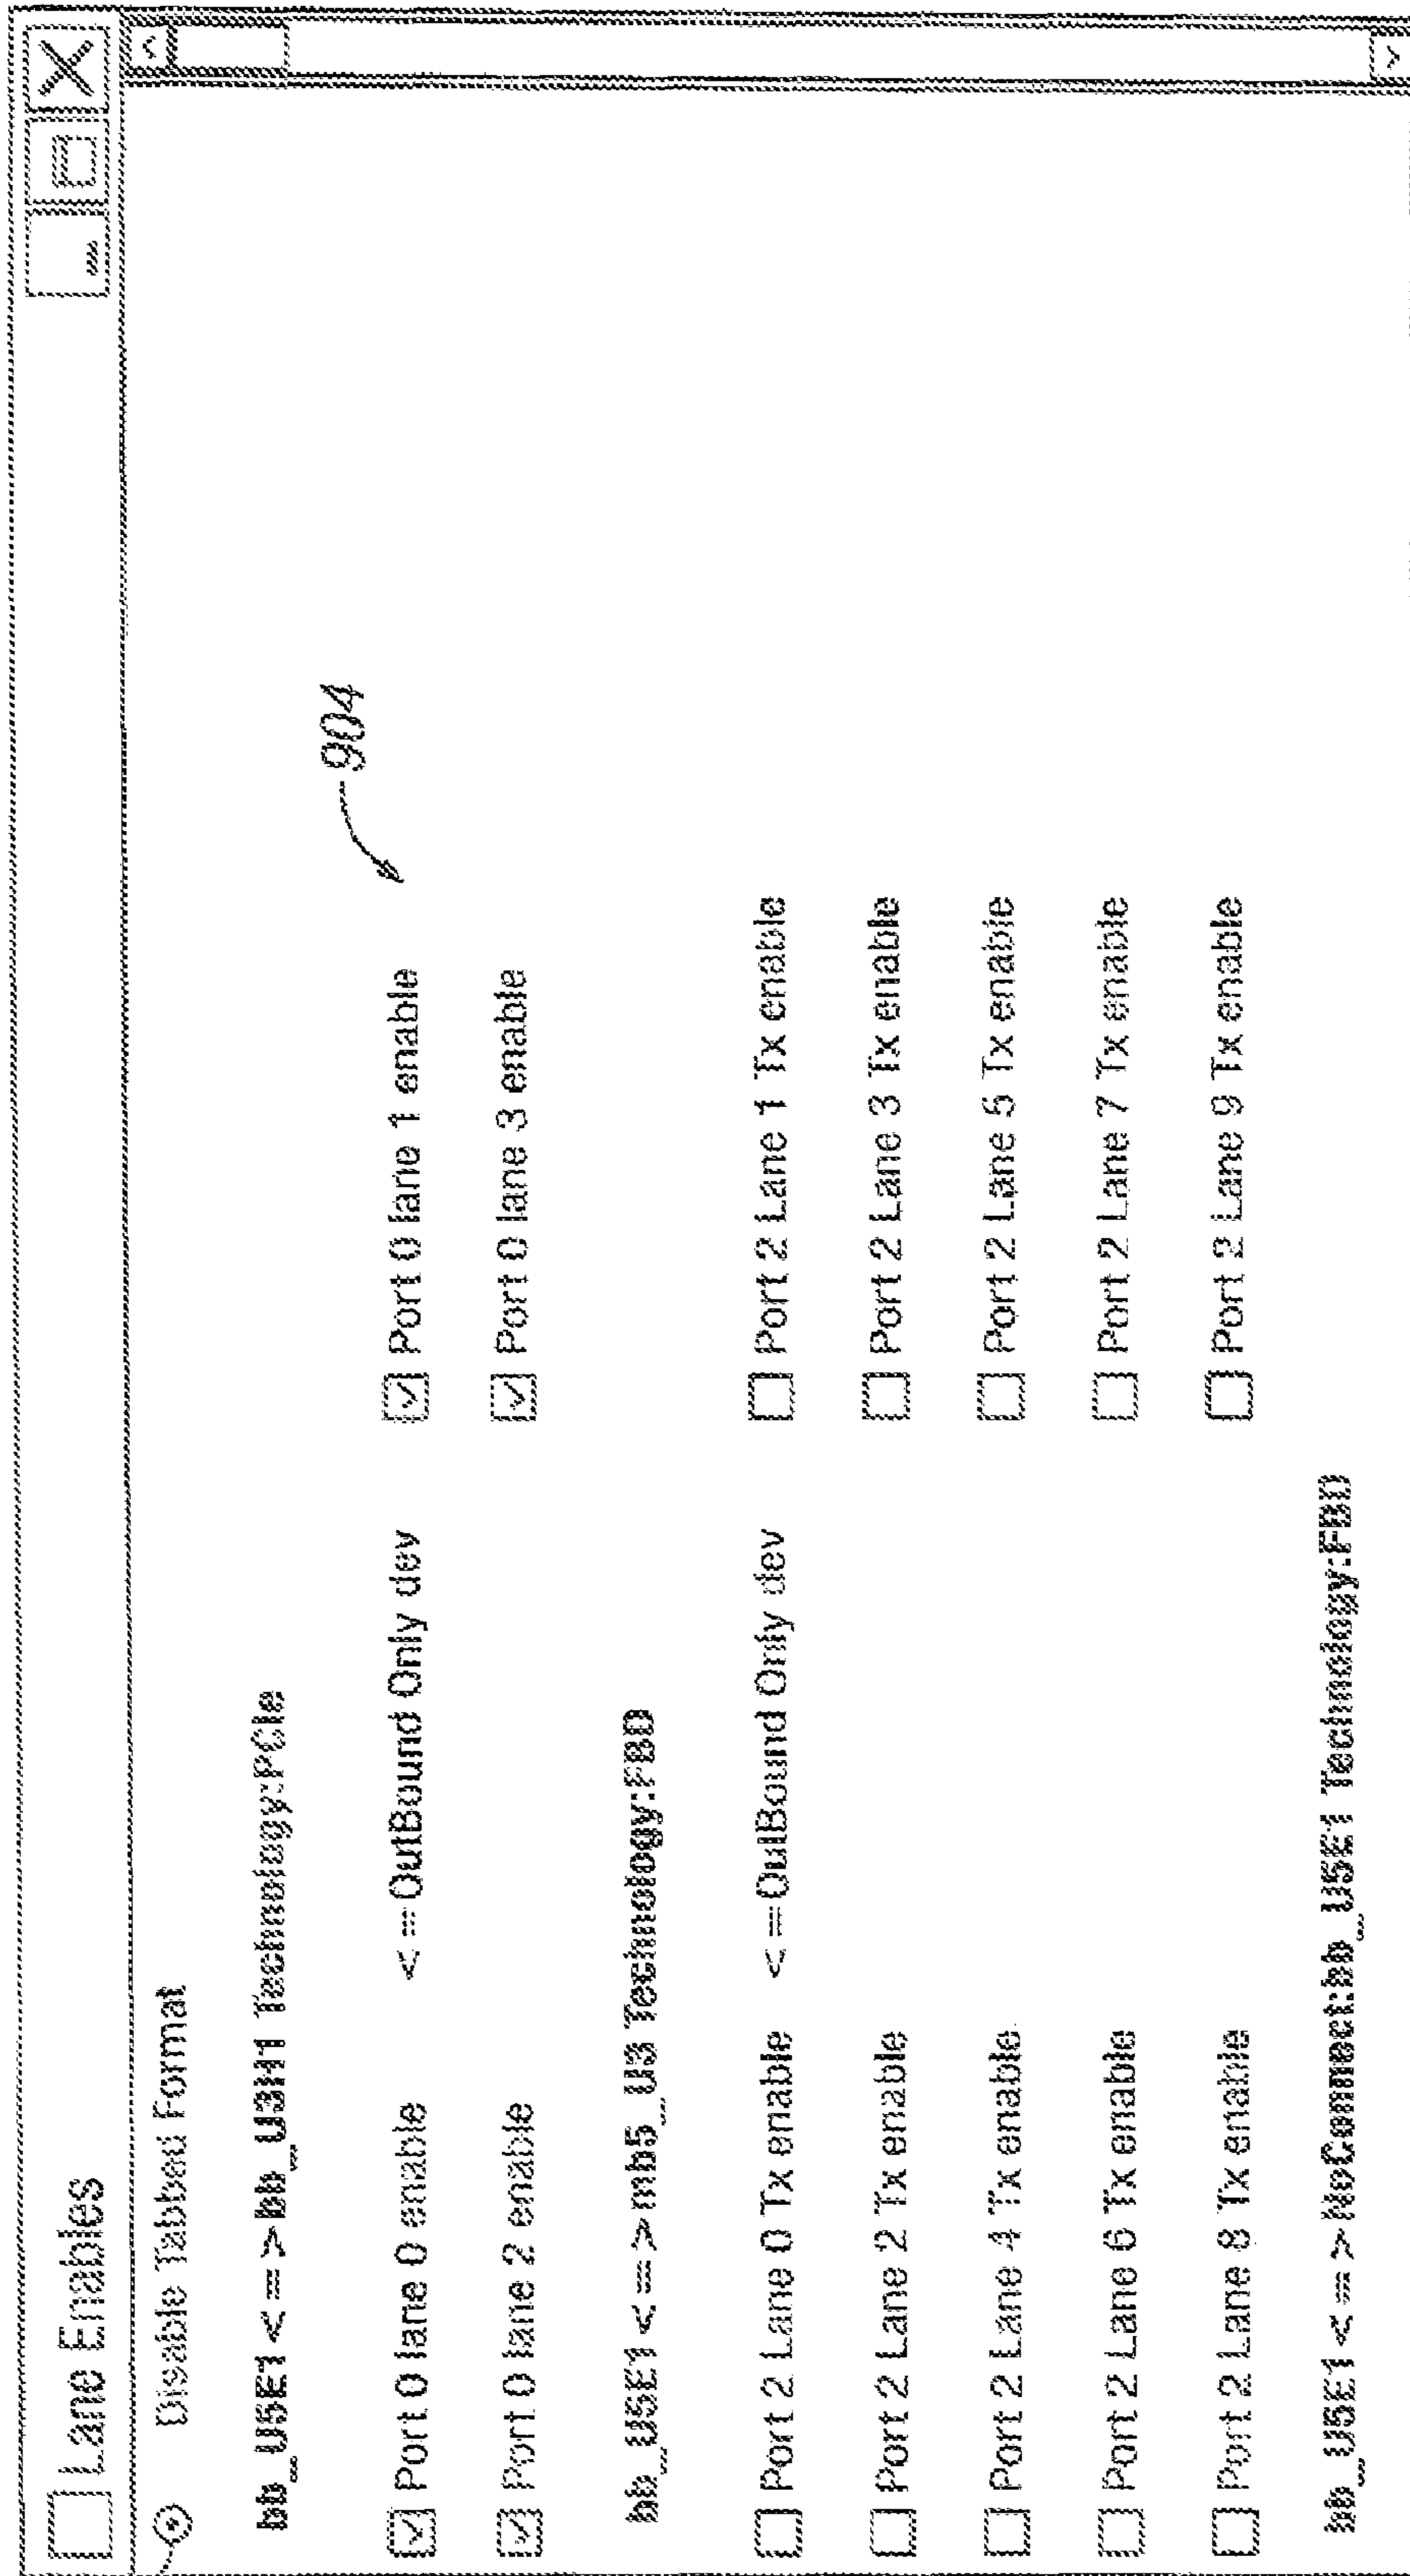 Lane Enables
Disable Tabbed Format
bb_U5E1<=>bb_U3H1 Technology:PCIe
904
Port 0 lane 0 enable <=OutBound Only dev Port 0 lane 1 enable
Port 0 lane 2 enable Port 0 lane 3 enable
bb_U5E1<=>mb5_U3 Technology:FBD
Port 2 Lane 0 Tx enable <=OutBound Only dev Port 2 Lane 1 Tx enable
Port 2 Lane 2 Tx enable Port 2 Lane 3 Tx enable
Port 2 Lane 4 Tx enable Port 2 Lane 5 Tx enable
Port 2 Lane 6 Tx enable Port 2 Lane 7 Tx enable
Port 2 Lane 8 Tx enable Port 2 Lane 9 Tx enable
bb_U5E1<=>NoConnect:bb_U5E1 Technology:FBD